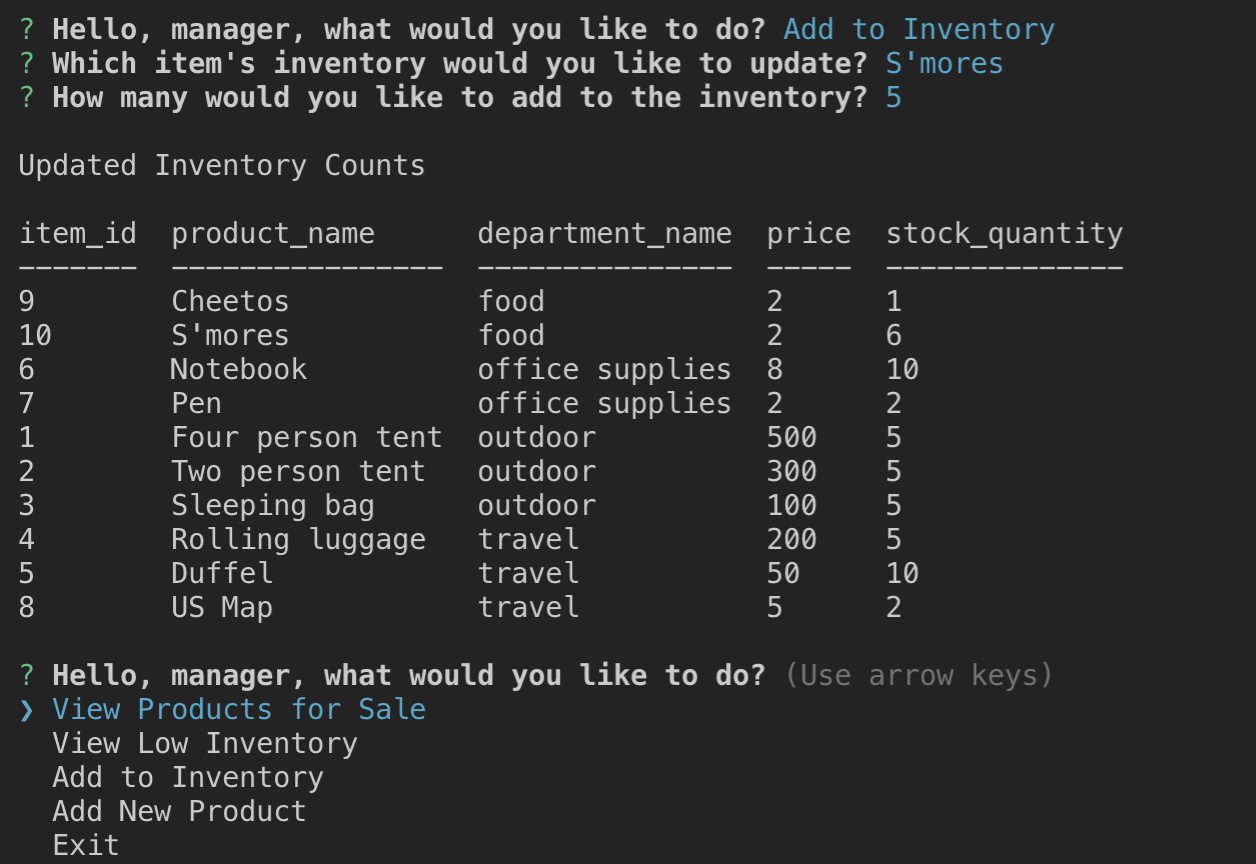 ? Hello, manager, what would you like to do? Add to Inventory
? Which item's inventory would you like to update? S'mores
? How many would you like to add to the inventory? 5
Updated Inventory Counts
item_id  product_name      department_name  price  stock_quantity
-------  ----------------  ---------------  -----  --------------
9        Cheetos           food             2      1
10       S'mores           food             2      6
6        Notebook          office supplies  8      10
7        Pen               office supplies  2      2
1        Four person tent  outdoor          500    5
2        Two person tent   outdoor          300    5
3        Sleeping bag      outdoor          100    5
4        Rolling luggage   travel           200    5
5        Duffel            travel           50     10
8        US Map            travel           5      2
? Hello, manager, what would you like to do? (Use arrow keys)
❯ View Products for Sale
  View Low Inventory
  Add to Inventory
  Add New Product
  Exit